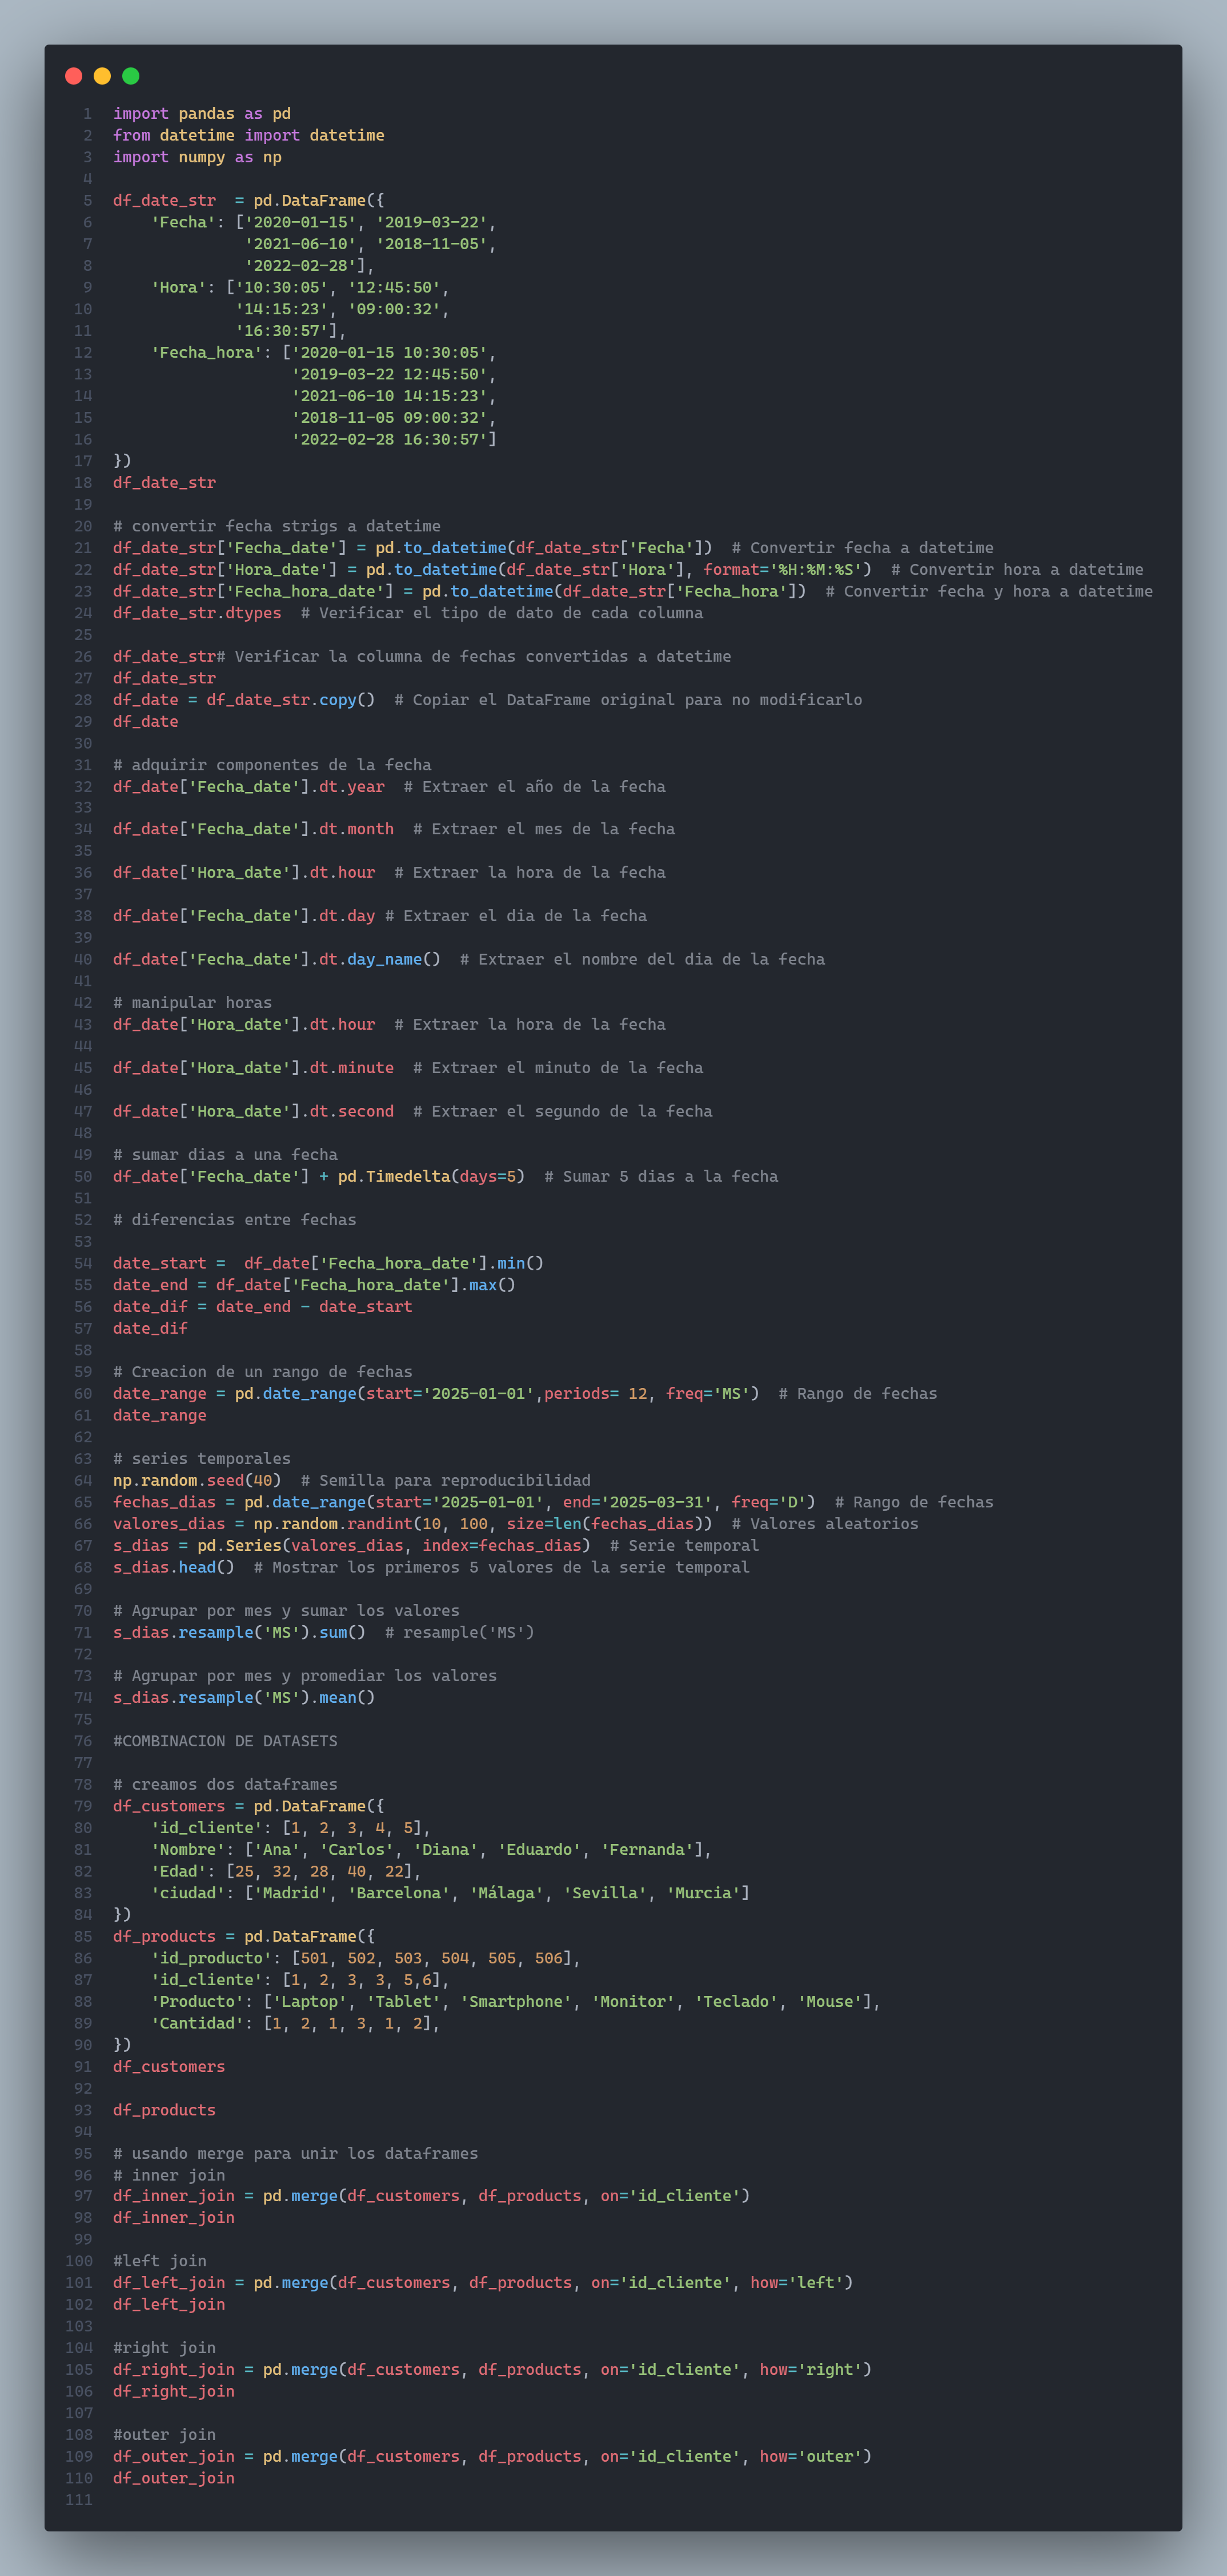 1 import pandas as pd
2 from datetime import datetime
3 import numpy as np
4
5 df_date_str  = pd.DataFrame({
6     'Fecha': ['2020-01-15', '2019-03-22',
7               '2021-06-10', '2018-11-05',
8               '2022-02-28'],
9     'Hora': ['10:30:05', '12:45:50',
10              '14:15:23', '09:00:32',
11              '16:30:57'],
12     'Fecha_hora': ['2020-01-15 10:30:05',
13                    '2019-03-22 12:45:50',
14                    '2021-06-10 14:15:23',
15                    '2018-11-05 09:00:32',
16                    '2022-02-28 16:30:57']
17 })
18 df_date_str
19
20 # convertir fecha strigs a datetime
21 df_date_str['Fecha_date'] = pd.to_datetime(df_date_str['Fecha'])  # Convertir fecha a datetime
22 df_date_str['Hora_date'] = pd.to_datetime(df_date_str['Hora'], format='%H:%M:%S')  # Convertir hora a datetime
23 df_date_str['Fecha_hora_date'] = pd.to_datetime(df_date_str['Fecha_hora'])  # Convertir fecha y hora a datetime
24 df_date_str.dtypes  # Verificar el tipo de dato de cada columna
25
26 df_date_str# Verificar la columna de fechas convertidas a datetime
27 df_date_str
28 df_date = df_date_str.copy()  # Copiar el DataFrame original para no modificarlo
29 df_date
30
31 # adquirir componentes de la fecha
32 df_date['Fecha_date'].dt.year  # Extraer el año de la fecha
33
34 df_date['Fecha_date'].dt.month  # Extraer el mes de la fecha
35
36 df_date['Hora_date'].dt.hour  # Extraer la hora de la fecha
37
38 df_date['Fecha_date'].dt.day # Extraer el dia de la fecha
39
40 df_date['Fecha_date'].dt.day_name()  # Extraer el nombre del dia de la fecha
41
42 # manipular horas
43 df_date['Hora_date'].dt.hour  # Extraer la hora de la fecha
44
45 df_date['Hora_date'].dt.minute  # Extraer el minuto de la fecha
46
47 df_date['Hora_date'].dt.second  # Extraer el segundo de la fecha
48
49 # sumar dias a una fecha
50 df_date['Fecha_date'] + pd.Timedelta(days=5)  # Sumar 5 dias a la fecha
51
52 # diferencias entre fechas
53
54 date_start =  df_date['Fecha_hora_date'].min()
55 date_end = df_date['Fecha_hora_date'].max()
56 date_dif = date_end - date_start
57 date_dif
58
59 # Creacion de un rango de fechas
60 date_range = pd.date_range(start='2025-01-01',periods= 12, freq='MS')  # Rango de fechas
61 date_range
62
63 # series temporales
64 np.random.seed(40)  # Semilla para reproducibilidad
65 fechas_dias = pd.date_range(start='2025-01-01', end='2025-03-31', freq='D')  # Rango de fechas
66 valores_dias = np.random.randint(10, 100, size=len(fechas_dias))  # Valores aleatorios
67 s_dias = pd.Series(valores_dias, index=fechas_dias)  # Serie temporal
68 s_dias.head()  # Mostrar los primeros 5 valores de la serie temporal
69
70 # Agrupar por mes y sumar los valores
71 s_dias.resample('MS').sum()  # resample('MS')
72
73 # Agrupar por mes y promediar los valores
74 s_dias.resample('MS').mean()
75
76 #COMBINACION DE DATASETS
77
78 # creamos dos dataframes
79 df_customers = pd.DataFrame({
80     'id_cliente': [1, 2, 3, 4, 5],
81     'Nombre': ['Ana', 'Carlos', 'Diana', 'Eduardo', 'Fernanda'],
82     'Edad': [25, 32, 28, 40, 22],
83     'ciudad': ['Madrid', 'Barcelona', 'Málaga', 'Sevilla', 'Murcia']
84 })
85 df_products = pd.DataFrame({
86     'id_producto': [501, 502, 503, 504, 505, 506],
87     'id_cliente': [1, 2, 3, 3, 5,6],
88     'Producto': ['Laptop', 'Tablet', 'Smartphone', 'Monitor', 'Teclado', 'Mouse'],
89     'Cantidad': [1, 2, 1, 3, 1, 2],
90 })
91 df_customers
92
93 df_products
94
95 # usando merge para unir los dataframes
96 # inner join
97 df_inner_join = pd.merge(df_customers, df_products, on='id_cliente')
98 df_inner_join
99
100 #left join
101 df_left_join = pd.merge(df_customers, df_products, on='id_cliente', how='left')
102 df_left_join
103
104 #right join
105 df_right_join = pd.merge(df_customers, df_products, on='id_cliente', how='right')
106 df_right_join
107
108 #outer join
109 df_outer_join = pd.merge(df_customers, df_products, on='id_cliente', how='outer')
110 df_outer_join
111